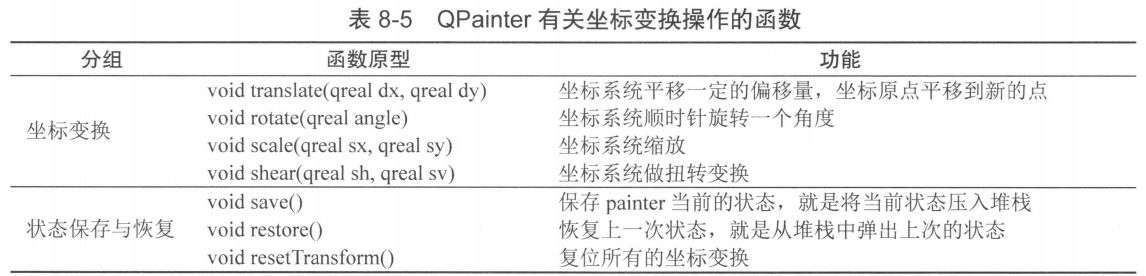 表 8-5 QPainter 有关坐标变换操作的函数
分组 函数原型 功能
void translate(qreal dx, qreal dy) 坐标系统平移一定的偏移量，坐标原点平移到新的点
坐标变换 void rotate(qreal angle) 坐标系统顺时针旋转一个角度
void scale(qreal sx, qreal sy) 坐标系统缩放
void shear(qreal sh, qreal sv) 坐标系统做扭转变换
void save() 保存 painter 当前的状态，就是将当前状态压入堆栈
状态保存与恢复 void restore() 恢复上一次状态，就是从堆栈中弹出上次的状态
void resetTransform() 复位所有的坐标变换